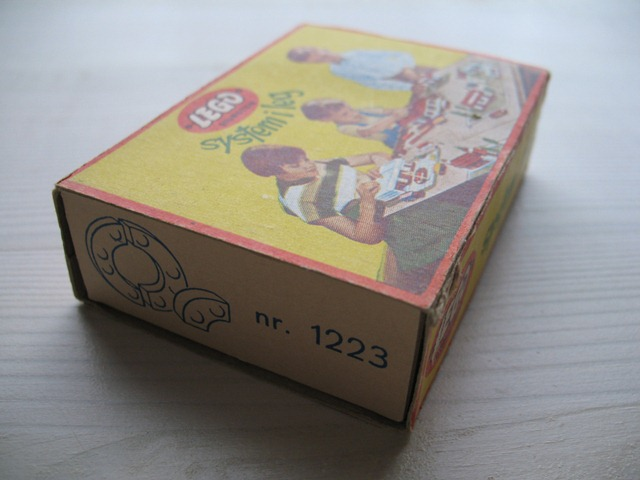 LEGO
System i leg
nr. 1223